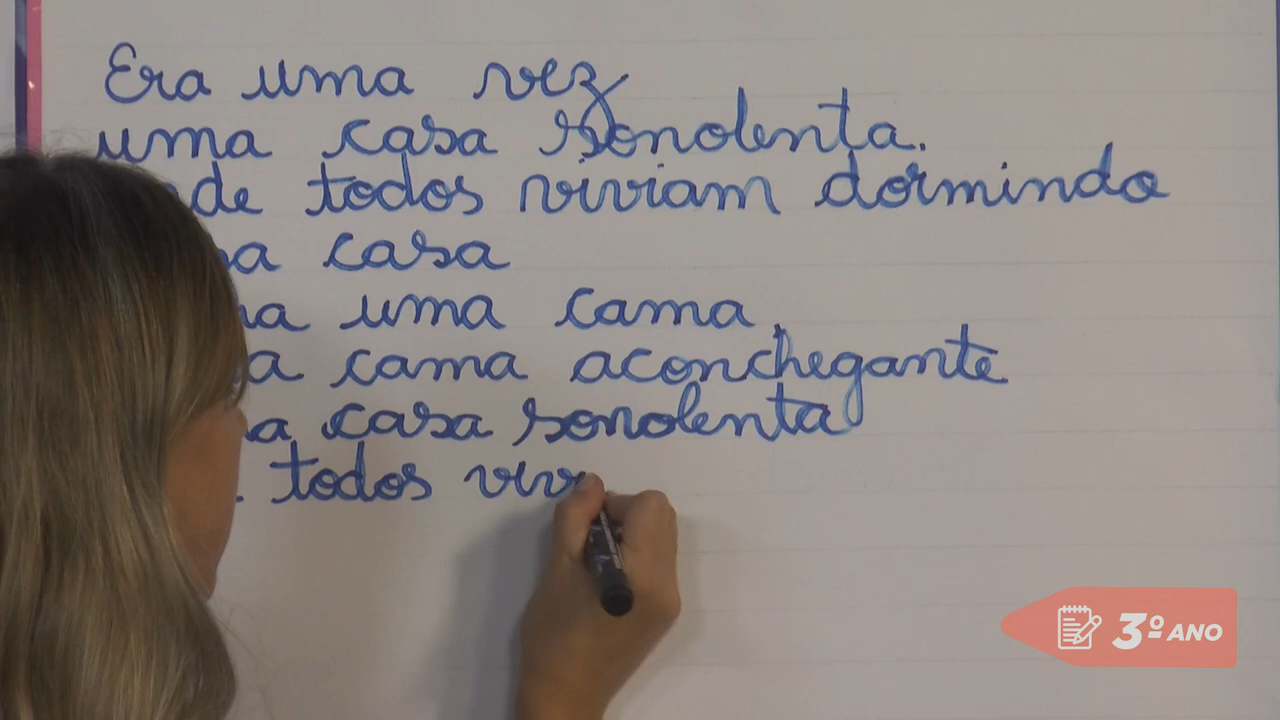 Era uma vez
uma casa sonolenta.
todos viviam dormindo
casa
uma cama,
cama aconchegante
casa sonolenta
todos viv
3º ANO